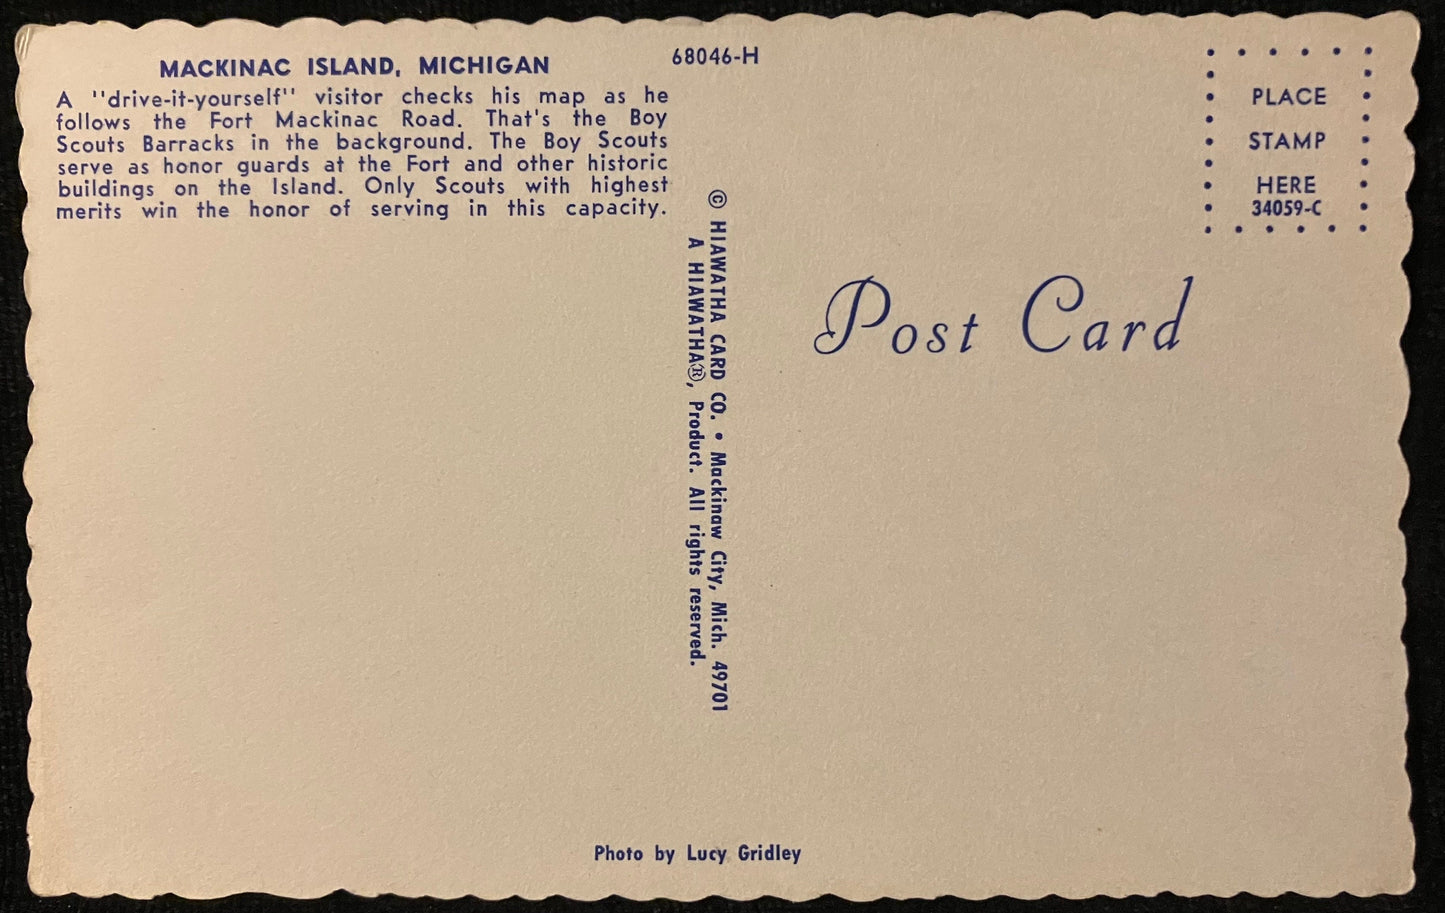 MACKINAC ISLAND, MICHIGAN
A "drive-it-yourself" visitor checks his map as he
follows the Fort Mackinac Road. That's the Boy
Scouts Barracks in the background. The Boy Scouts
serve as honor guards at the Fort and other historic
buildings on the Island. Only Scouts with highest
merits win the honor of serving in this capacity.
68046-H
© HIAWATHA CARD CO. • Mackinaw City, Mich. 49701
A HIAWATHA®, Product. All rights reserved.
PLACE
STAMP
HERE
34059-C
Post Card
Photo by Lucy Gridley